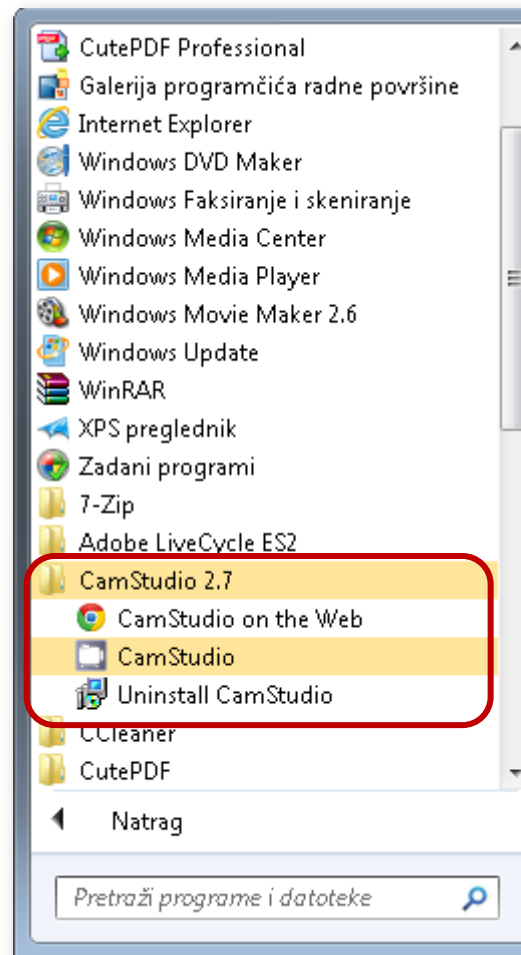 CutePDF Professional
Galerija programčića radne površine
Internet Explorer
Windows DVD Maker
Windows Faksiranje i skeniranje
Windows Media Center
Windows Media Player
Windows Movie Maker 2.6
Windows Update
WinRAR
XPS preglednik
Zadani programi
7-Zip
Adobe LiveCycle ES2
CamStudio 2.7
CamStudio on the Web
CamStudio
Uninstall CamStudio
CCleaner
CutePDF
Natrag
Pretraži programe i datoteke